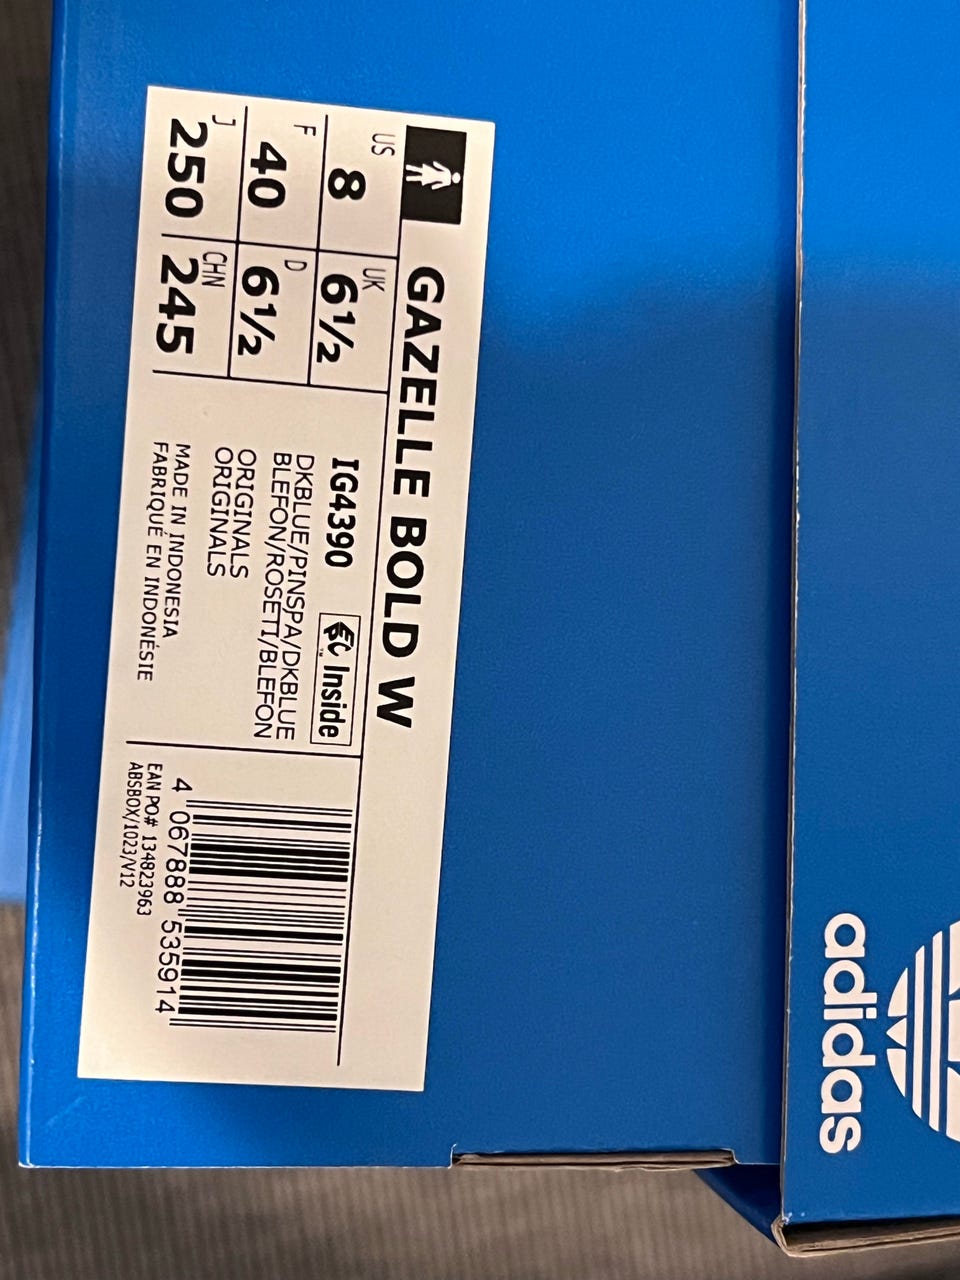 GAZELLE BOLD W
US 8 UK 6½
F 40 D 6½
J 250 CHN 245
IG4390
EC™ Inside
DKBLUE/PINSPA/DKBLUE
BLEFON/ROSETI/BLEFON
ORIGINALS
ORIGINALS
MADE IN INDONESIA
FABRIQUÉ EN INDONÉSIE
4 067888 535914
EAN PO# 134823963
ABSBOX/1023/V12
adidas